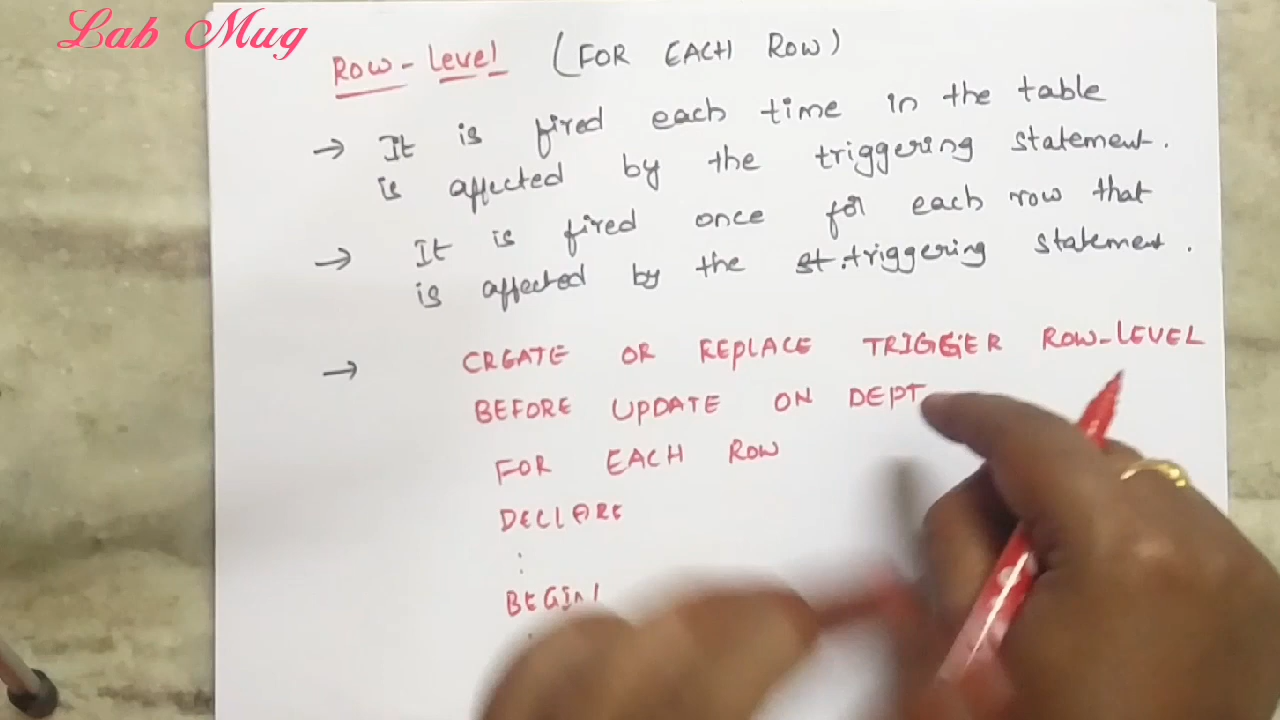 Lab Mug
Row-Level (FOR EACH ROW)
→ It is fired each time in the table
is affected by the triggering statement.
→ It is fired once for each row that
is affected by the st. triggering statement.
→ CREATE OR REPLACE TRIGGER ROW-LEVEL
BEFORE UPDATE ON DEPT
FOR EACH ROW
DECLARE
:
BEGIN